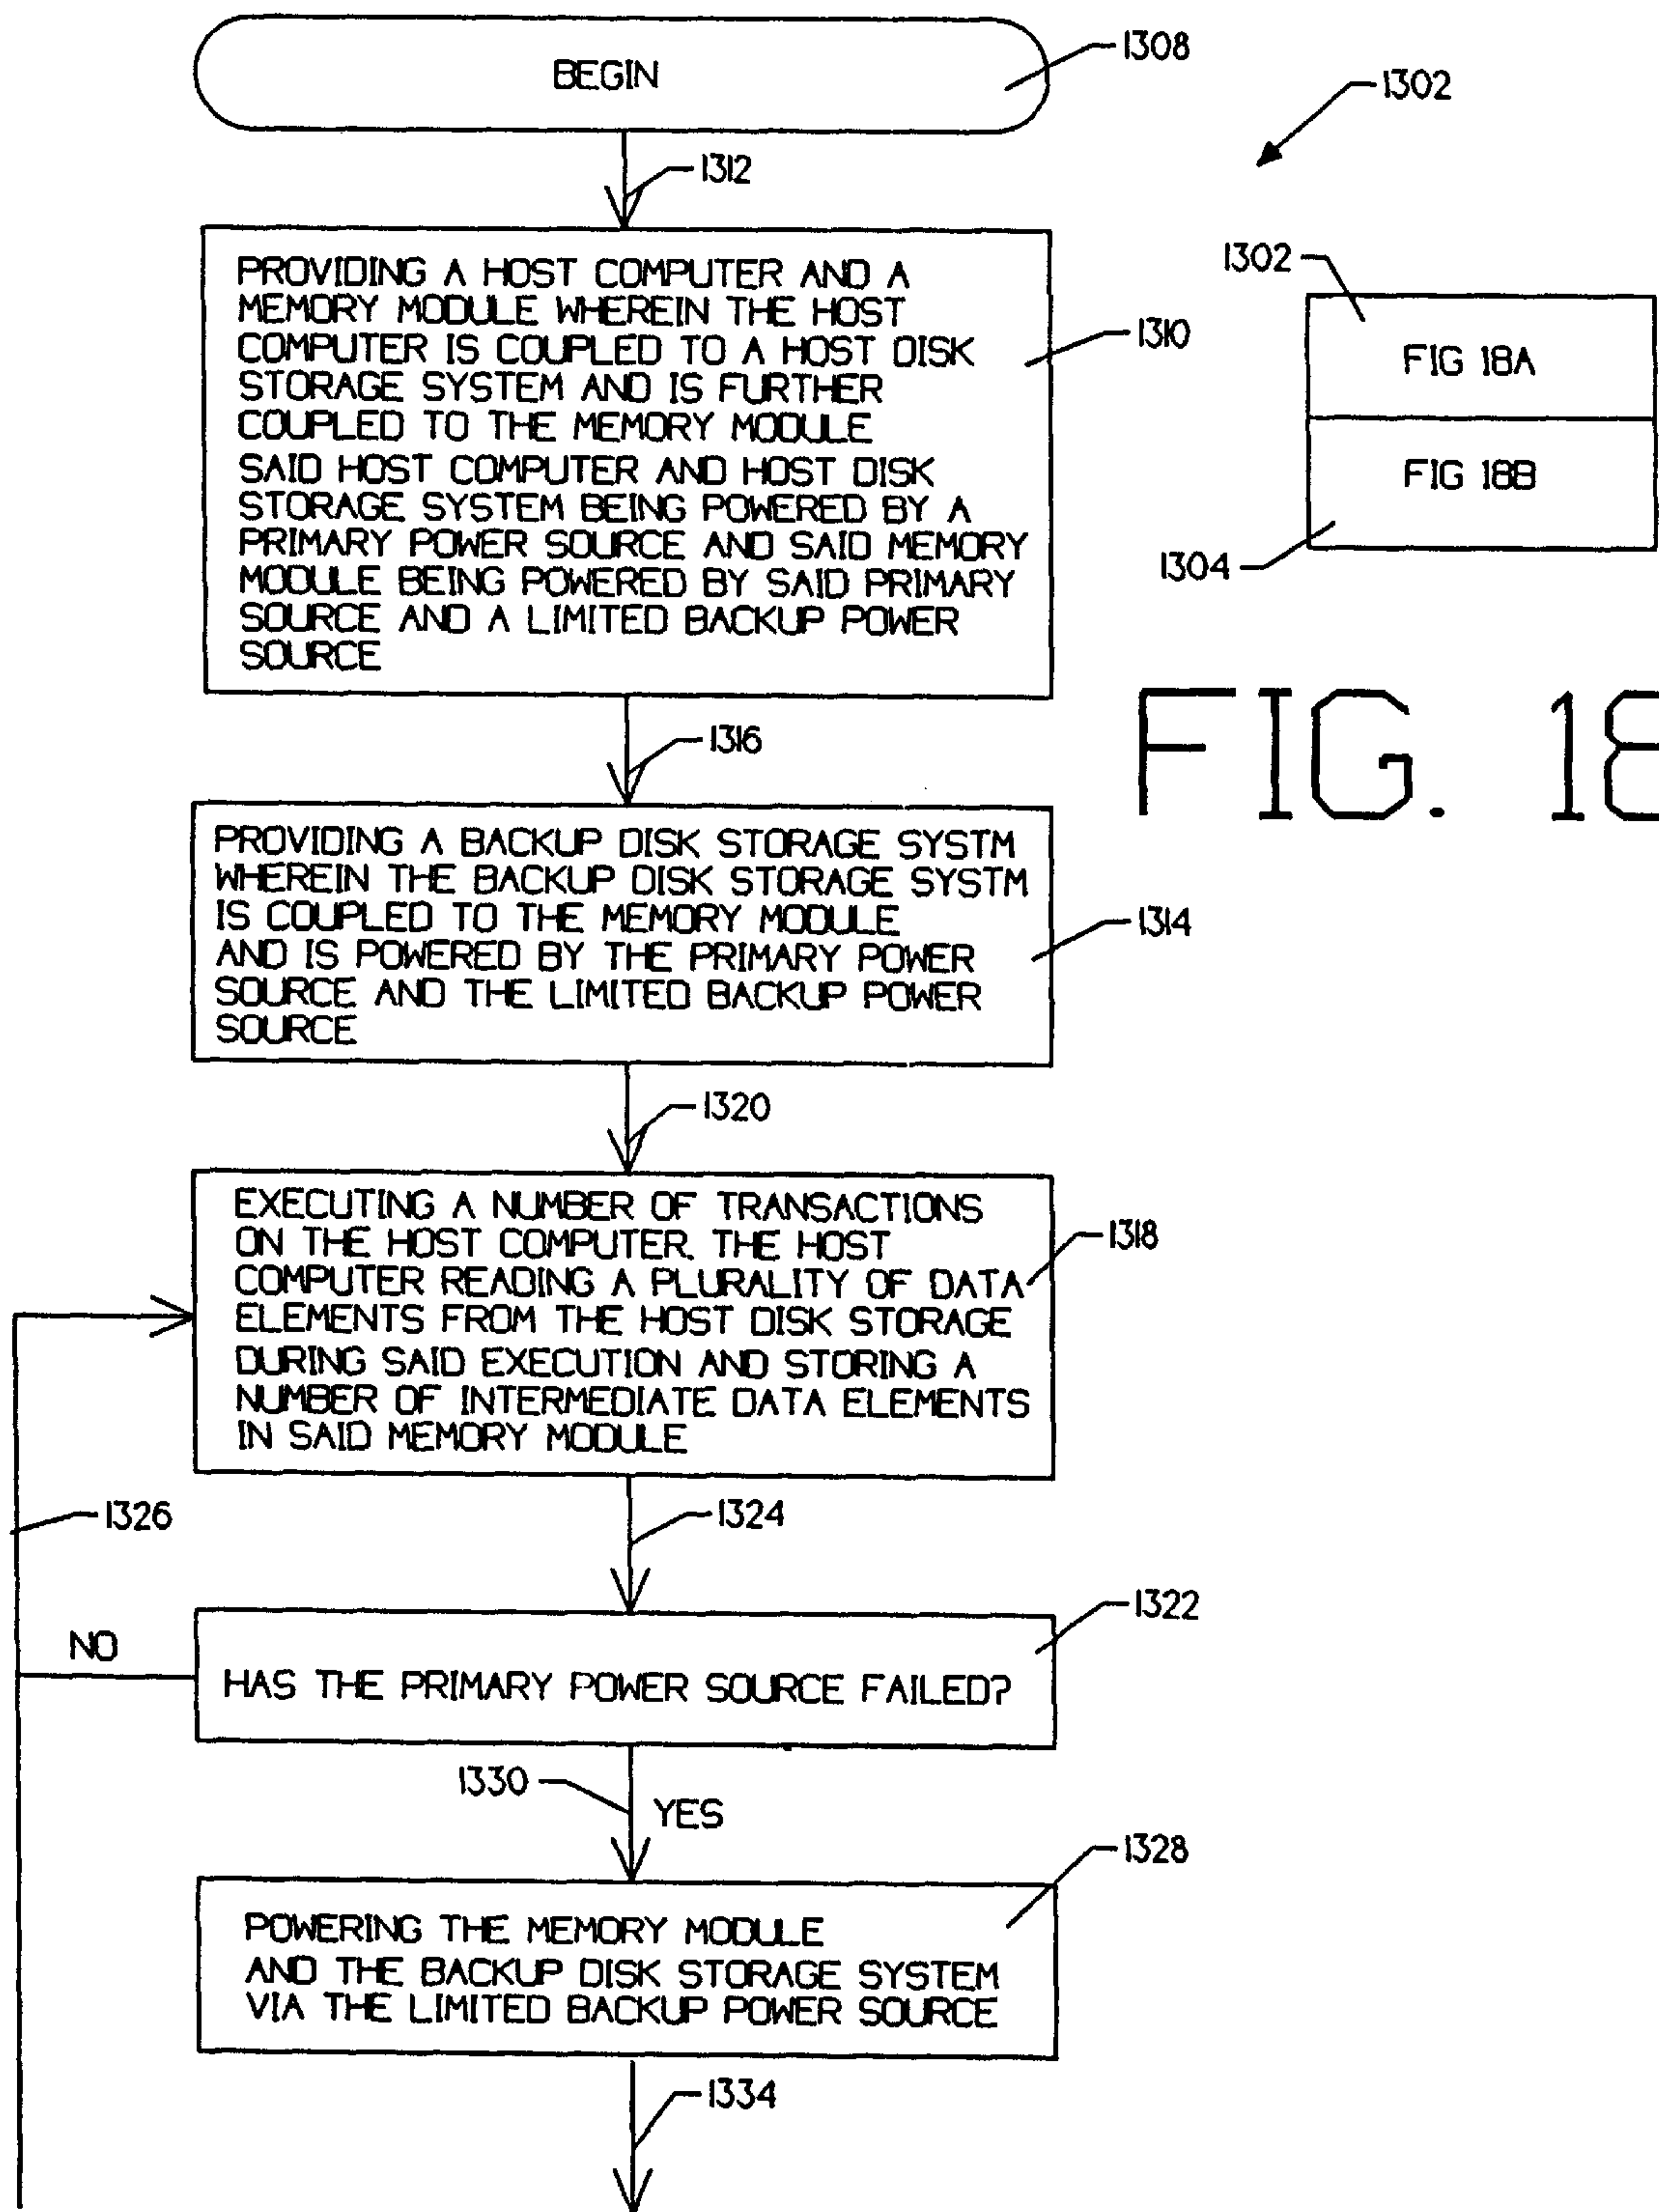 BEGIN
1308
1302
1312
PROVIDING A HOST COMPUTER AND A
MEMORY MODULE WHEREIN THE HOST
COMPUTER IS COUPLED TO A HOST DISK
STORAGE SYSTEM AND IS FURTHER
COUPLED TO THE MEMORY MODULE
SAID HOST COMPUTER AND HOST DISK
STORAGE SYSTEM BEING POWERED BY A
PRIMARY POWER SOURCE AND SAID MEMORY
MODULE BEING POWERED BY SAID PRIMARY
SOURCE AND A LIMITED BACKUP POWER
SOURCE
1310
1302
FIG 18A
FIG 18B
1304
FIG. 18
1316
PROVIDING A BACKUP DISK STORAGE SYSTM
WHEREIN THE BACKUP DISK STORAGE SYSTM
IS COUPLED TO THE MEMORY MODULE
AND IS POWERED BY THE PRIMARY POWER
SOURCE AND THE LIMITED BACKUP POWER
SOURCE
1314
1320
EXECUTING A NUMBER OF TRANSACTIONS
ON THE HOST COMPUTER. THE HOST
COMPUTER READING A PLURALITY OF DATA
ELEMENTS FROM THE HOST DISK STORAGE
DURING SAID EXECUTION AND STORING A
NUMBER OF INTERMEDIATE DATA ELEMENTS
IN SAID MEMORY MODULE
1318
1326
1324
1322
NO
HAS THE PRIMARY POWER SOURCE FAILED?
1330
YES
1328
POWERING THE MEMORY MODULE
AND THE BACKUP DISK STORAGE SYSTEM
VIA THE LIMITED BACKUP POWER SOURCE
1334